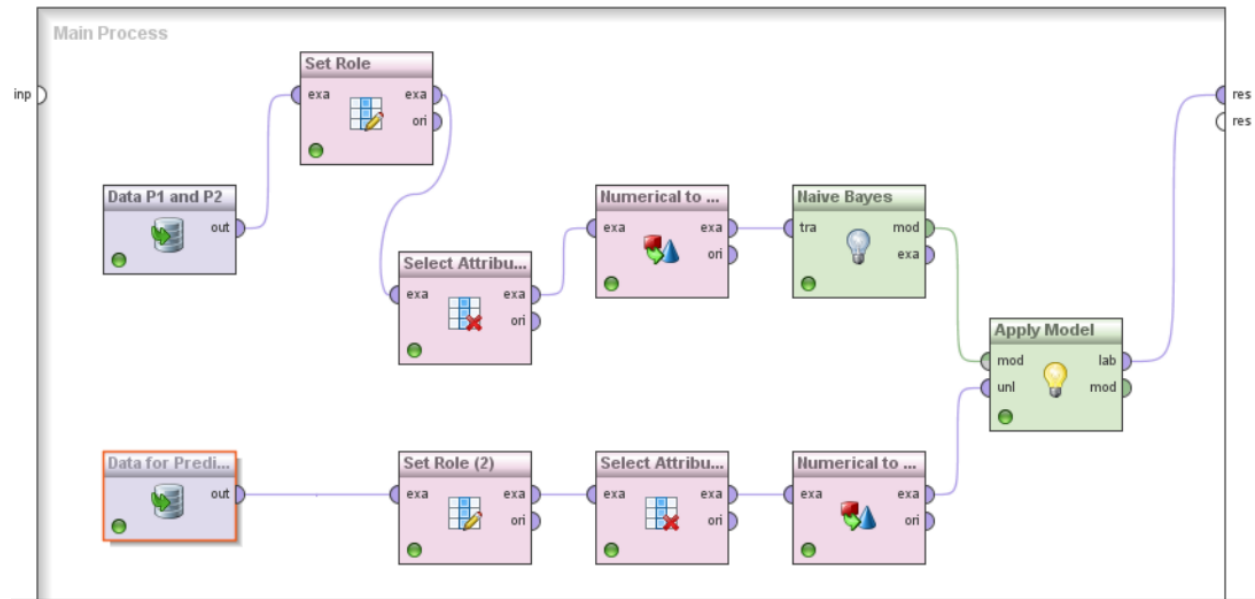 Main Process
Set Role
inp
exa
exa
res
ori
res
Data P1 and P2
out
Numerical to ...
exa
exa
ori
Naive Bayes
tra
mod
exa
Select Attribu...
exa
exa
ori
Apply Model
mod
lab
unl
mod
Data for Predi...
out
Set Role (2)
exa
exa
ori
Select Attribu...
exa
exa
ori
Numerical to ...
exa
exa
ori